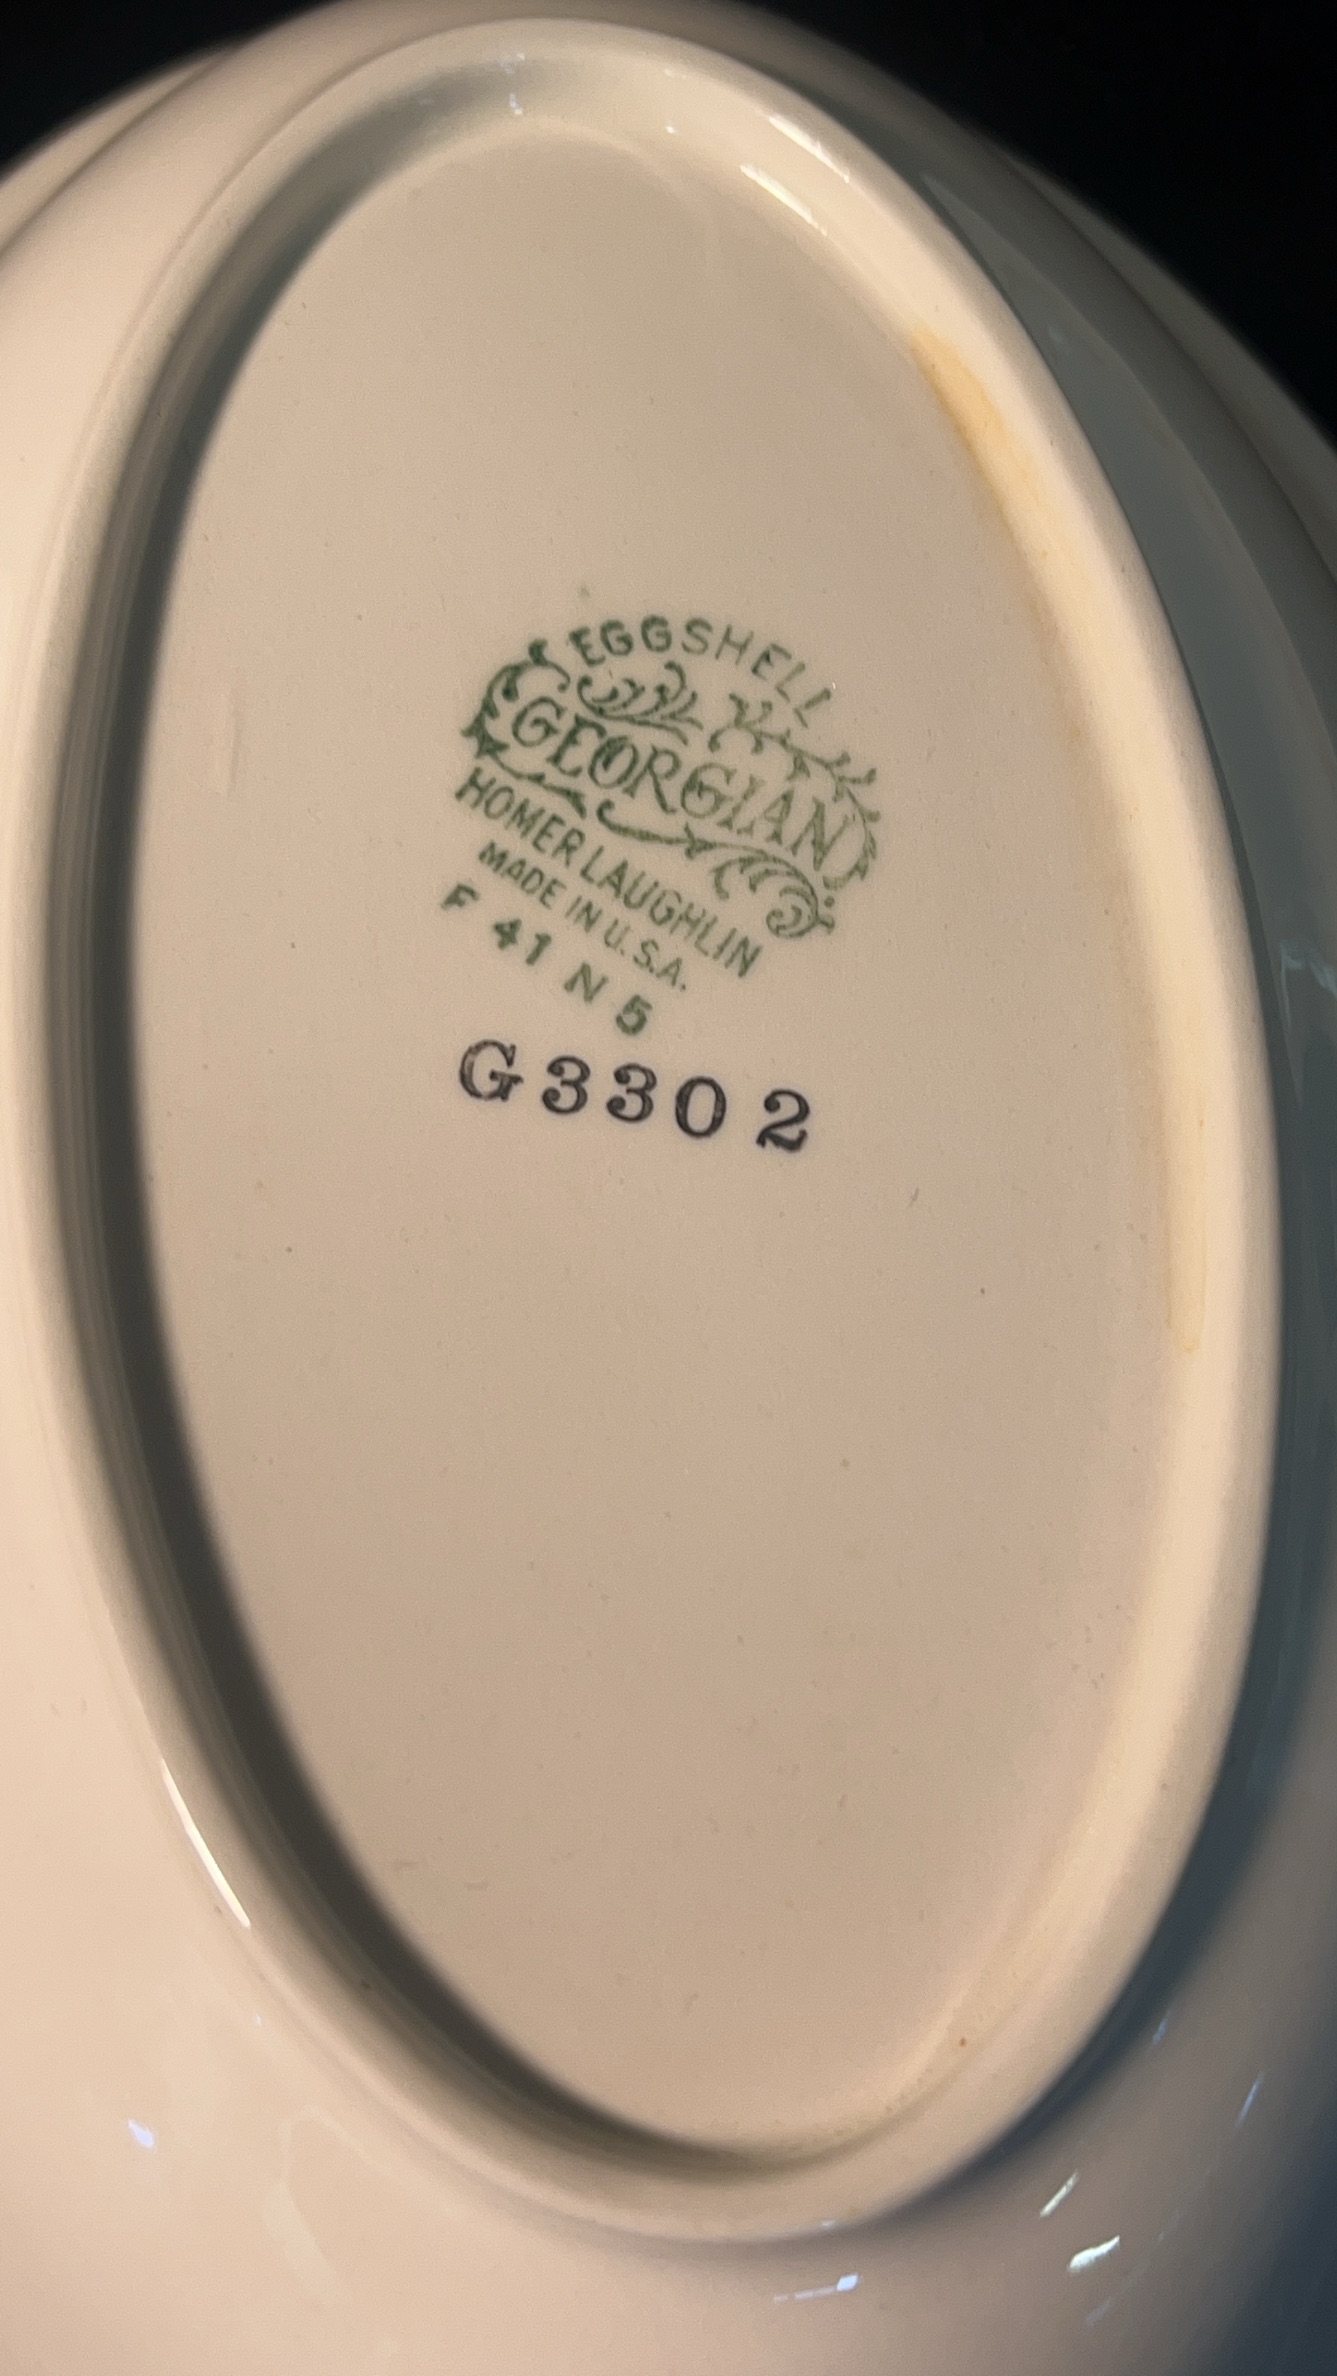 EGGSHELL
GEORGIAN
HOMER LAUGHLIN
MADE IN U.S.A.
F 41 N 5
G3302